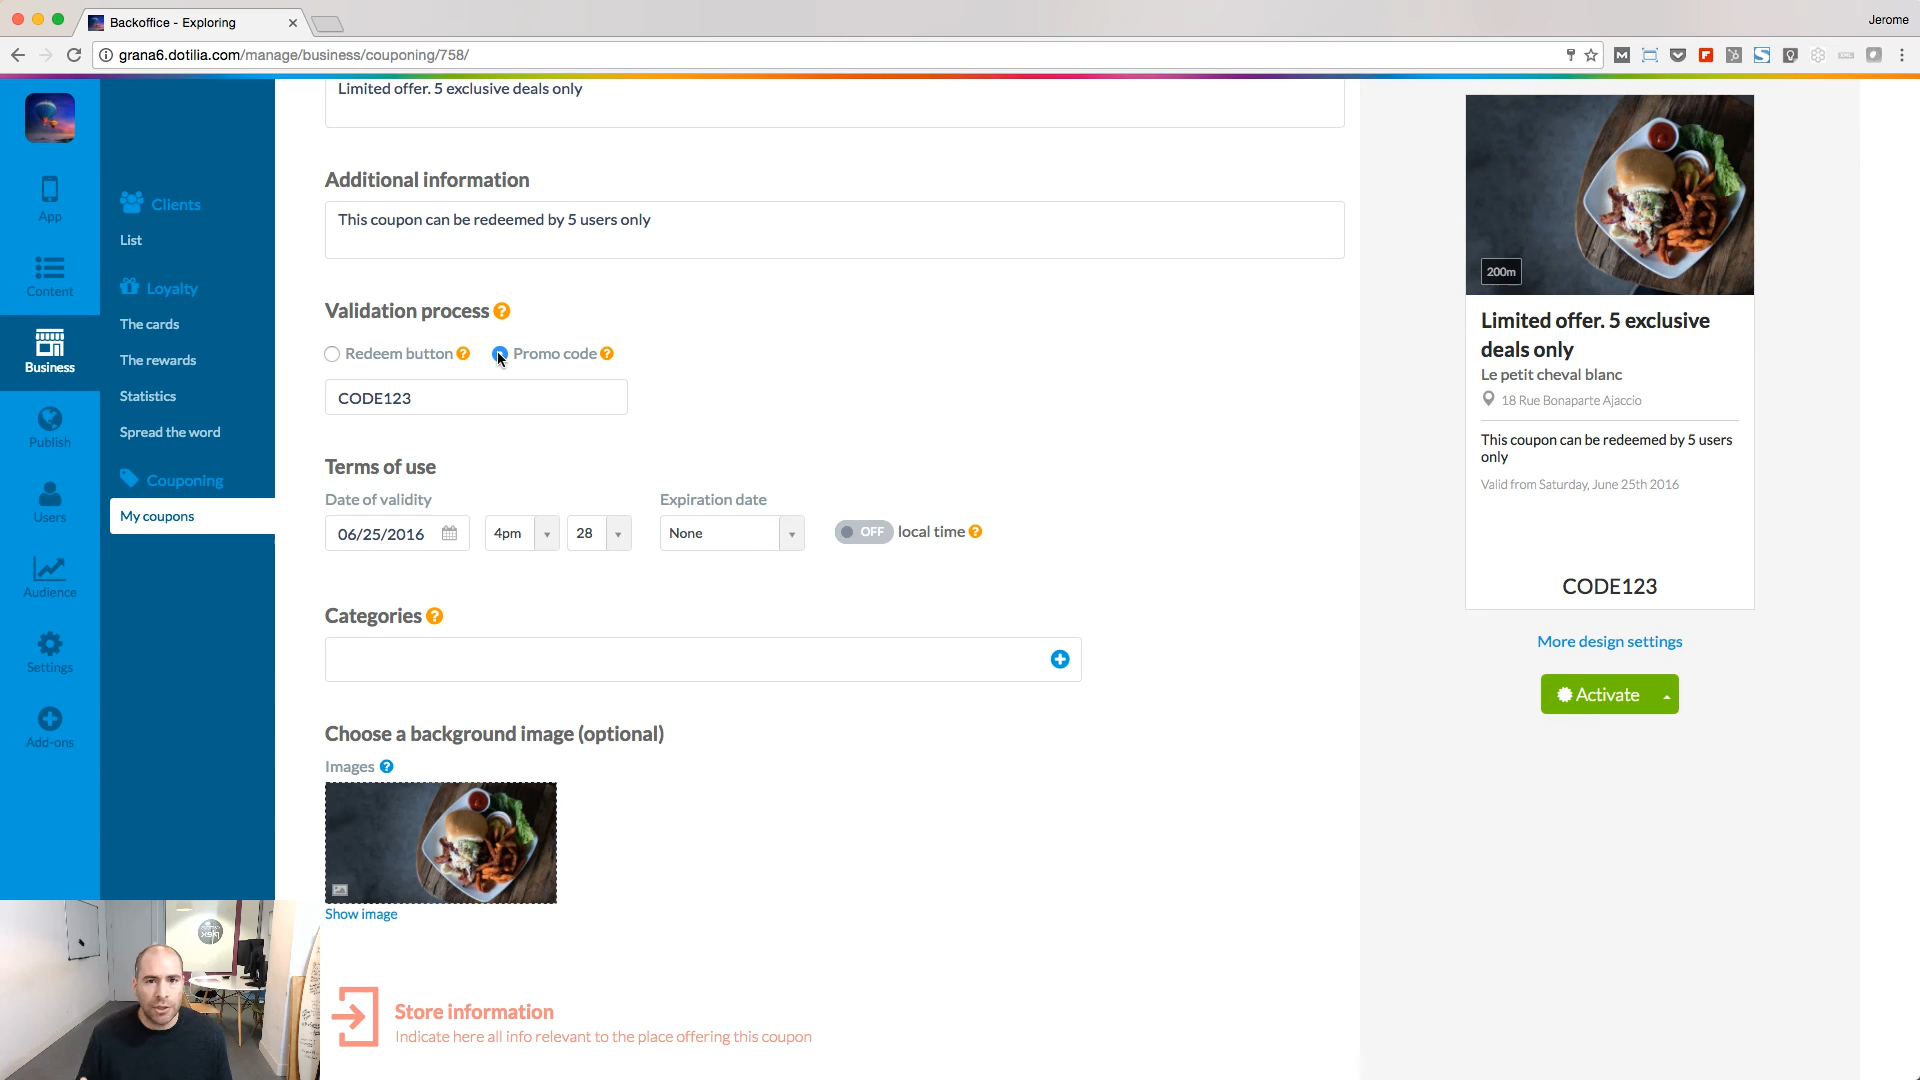 Backoffice - Exploring
Jerome
grana6.dotilia.com/manage/business/couponing/758/
Limited offer. 5 exclusive deals only
Additional information
This coupon can be redeemed by 5 users only
Validation process ?
Redeem button ? Promo code ?
CODE123
Terms of use
Date of validity
Expiration date
06/25/2016
4pm
28
None
OFF local time ?
Categories ?
Choose a background image (optional)
Images ?
Show image
Store information
Indicate here all info relevant to the place offering this coupon
App
Content
Business
Publish
Users
Audience
Settings
Add-ons
Clients
List
Loyalty
The cards
The rewards
Statistics
Spread the word
Couponing
My coupons
200m
Limited offer. 5 exclusive
deals only
Le petit cheval blanc
18 Rue Bonaparte Ajaccio
This coupon can be redeemed by 5 users
only
Valid from Saturday, June 25th 2016
CODE123
More design settings
Activate